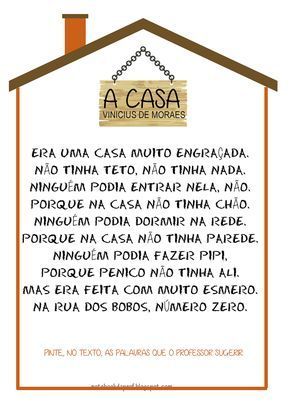 A CASA
VINICIUS DE MORAES
ERA UMA CASA MUITO ENGRAÇADA.
NÃO TINHA TETO, NÃO TINHA NADA.
NINGUÉM PODIA ENTRAR NELA, NÃO.
PORQUE NA CASA NÃO TINHA CHÃO.
NINGUÉM PODIA DORMIR NA REDE.
PORQUE NA CASA NÃO TINHA PAREDE.
NINGUÉM PODIA FAZER PIPI,
PORQUE PENICO NÃO TINHA ALI.
MAS ERA FEITA COM MUITO ESMERO.
NA RUA DOS BOBOS, NÚMERO ZERO.
PINTE, NO TEXTO, AS PALAURAS QUE O PROFESSOR SUGERIR